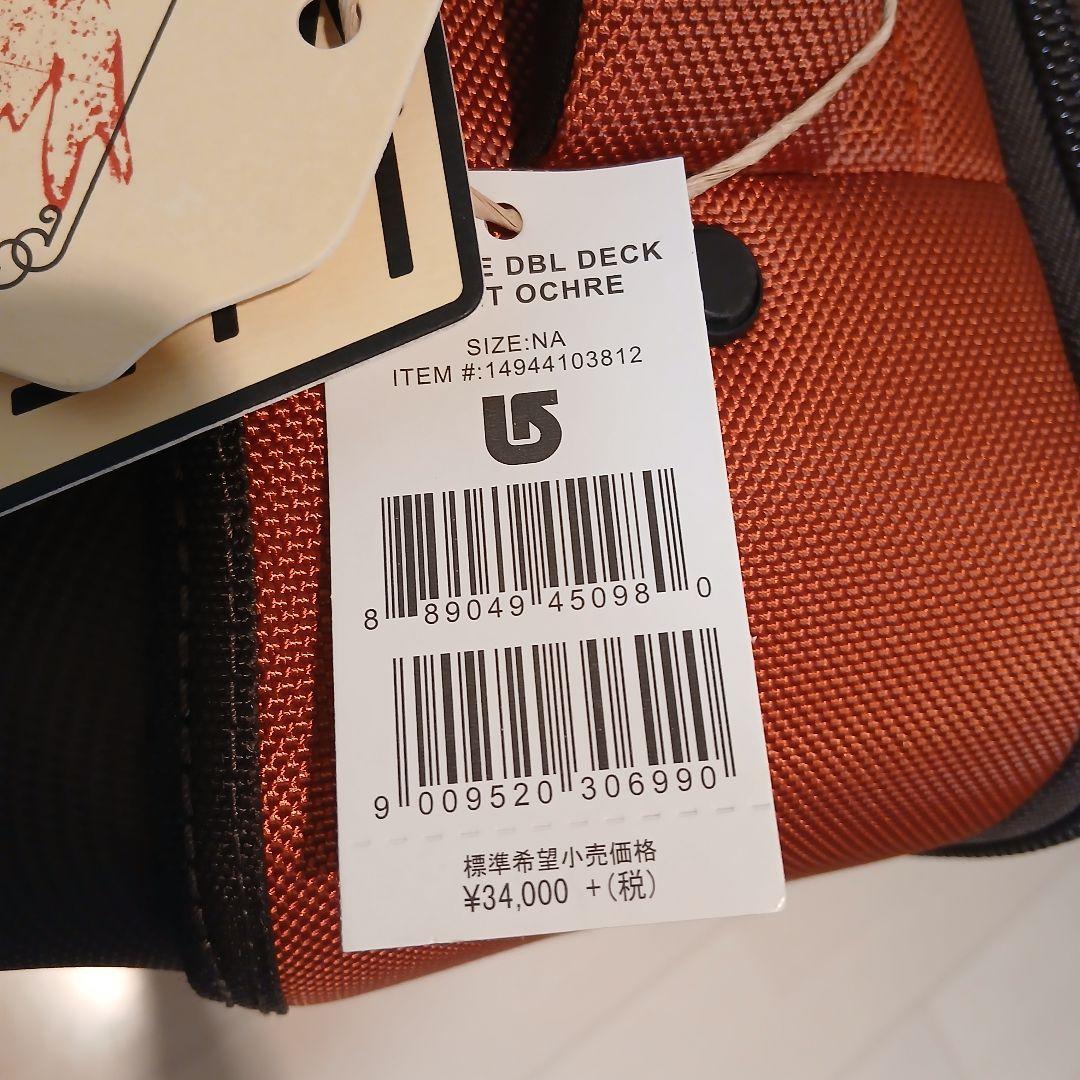 DBL DECK
OCHRE
SIZE:NA
ITEM #:14944103812
8 89049 45098 0
9 009520 306990
標準希望小売価格
¥34,000 +(税)